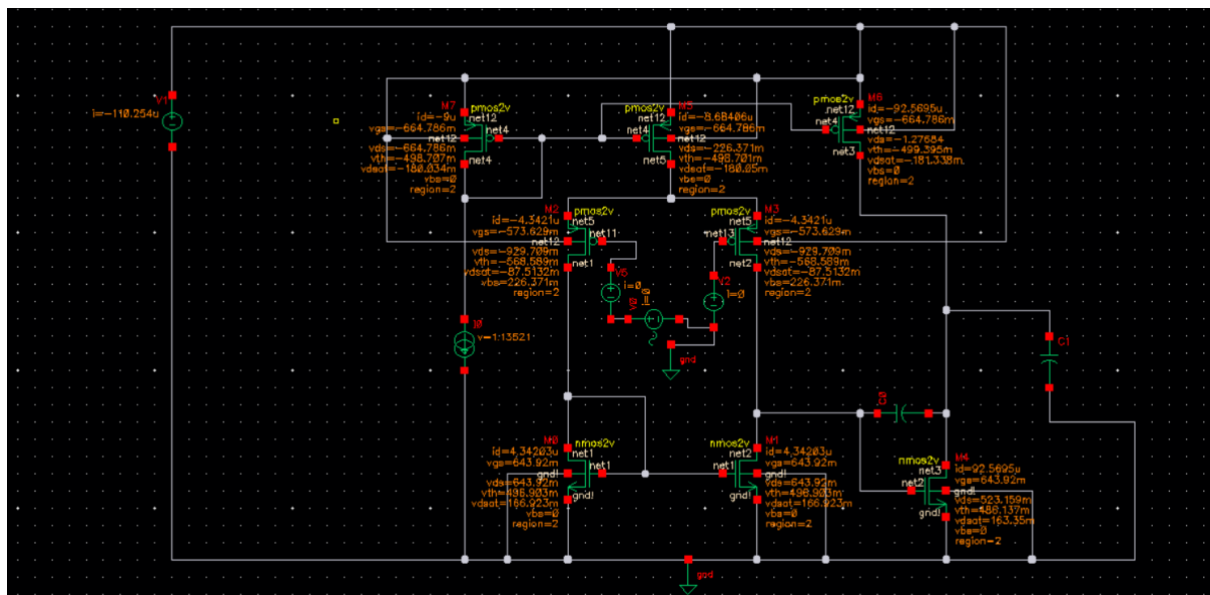 V1
i=-110.254u
M7
pmos2v
net12
id=-9u
net4
vgs=-664.786m
net12
vds=-664.786m
vth=-498.707m
net4
vdsat=-180.034m
vbs=0
region=2
M5
pmos2v
net12
id=-8.68406u
net4
vgs=-664.786m
net12
vds=-226.371m
vth=-498.701m
net5
vdsat=-180.05m
vbs=0
region=2
M6
pmos2v
net12
id=-92.5695u
net4
vgs=-664.786m
net12
vds=-1.27684
vth=-499.395m
net3
vdsat=-181.338m
vbs=0
region=2
M2
pmos2v
net5
id=-4.3421u
vgs=-573.629m
net11
net12
vds=-929.709m
vth=-568.589m
net1
vdsat=-87.5132m
vbs=226.371m
region=2
M3
pmos2v
net5
id=-4.3421u
net13
vgs=-573.629m
net12
vds=-929.709m
vth=-568.589m
net2
vdsat=-87.5132m
vbs=226.371m
region=2
V6
i=0
V2
i=0
gnd
I0
v=1.13521
C1
C0
M0
nmos2v
net1
id=4.34203u
vgs=643.92m
net1
gnd!
vds=643.92m
vth=498.903m
gnd!
vdsat=166.923m
vbs=0
region=2
M1
nmos2v
net2
id=4.34203u
net1
vgs=643.92m
gnd!
vds=643.92m
vth=498.903m
gnd!
vdsat=166.923m
vbs=0
region=2
M4
nmos2v
net3
id=92.5695u
net2
vgs=643.92m
gnd!
vds=523.159m
vth=486.137m
gnd!
vdsat=163.35m
vbs=0
region=2
gnd